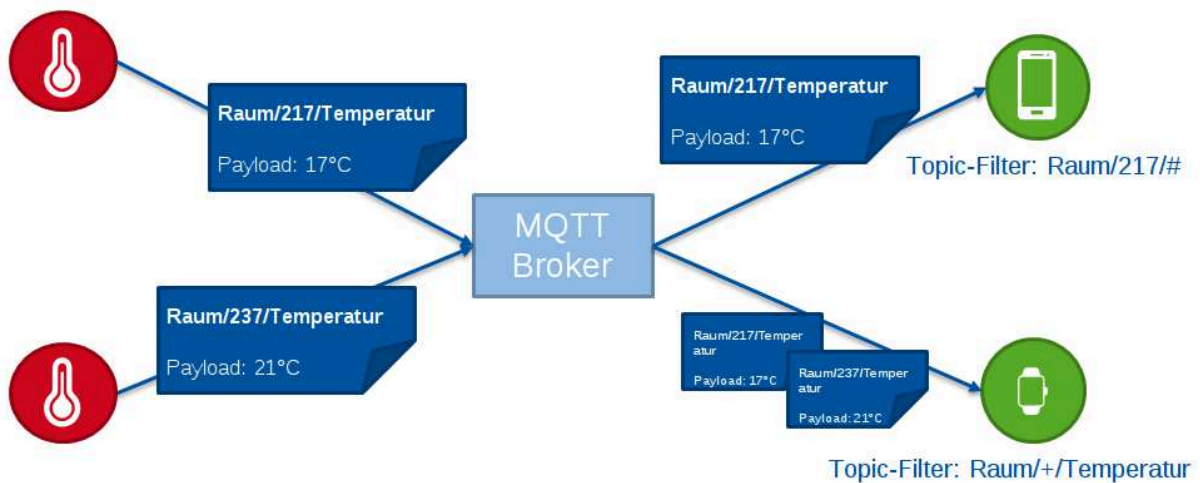 Raum/217/Temperatur
Payload: 17°C
Raum/217/Temperatur
Payload: 17°C
Topic-Filter: Raum/217/#
MQTT
Broker
Raum/237/Temperatur
Payload: 21°C
Raum/217/Temper
atur
Payload: 17°C
Raum/237/Temper
atur
Payload: 21°C
Topic-Filter: Raum/+/Temperatur